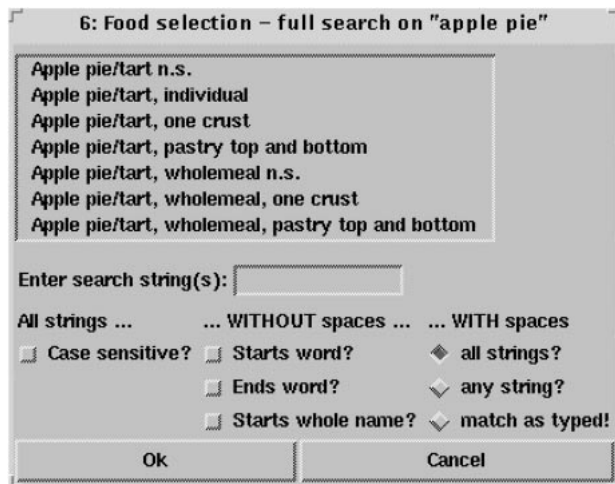 6: Food selection – full search on "apple pie"
Apple pie/tart n.s.
Apple pie/tart, individual
Apple pie/tart, one crust
Apple pie/tart, pastry top and bottom
Apple pie/tart, wholemeal n.s.
Apple pie/tart, wholemeal, one crust
Apple pie/tart, wholemeal, pastry top and bottom
Enter search string(s):
All strings ... ... WITHOUT spaces ... ... WITH spaces
Case sensitive? Starts word? all strings?
Ends word? any string?
Starts whole name? match as typed!
Ok Cancel